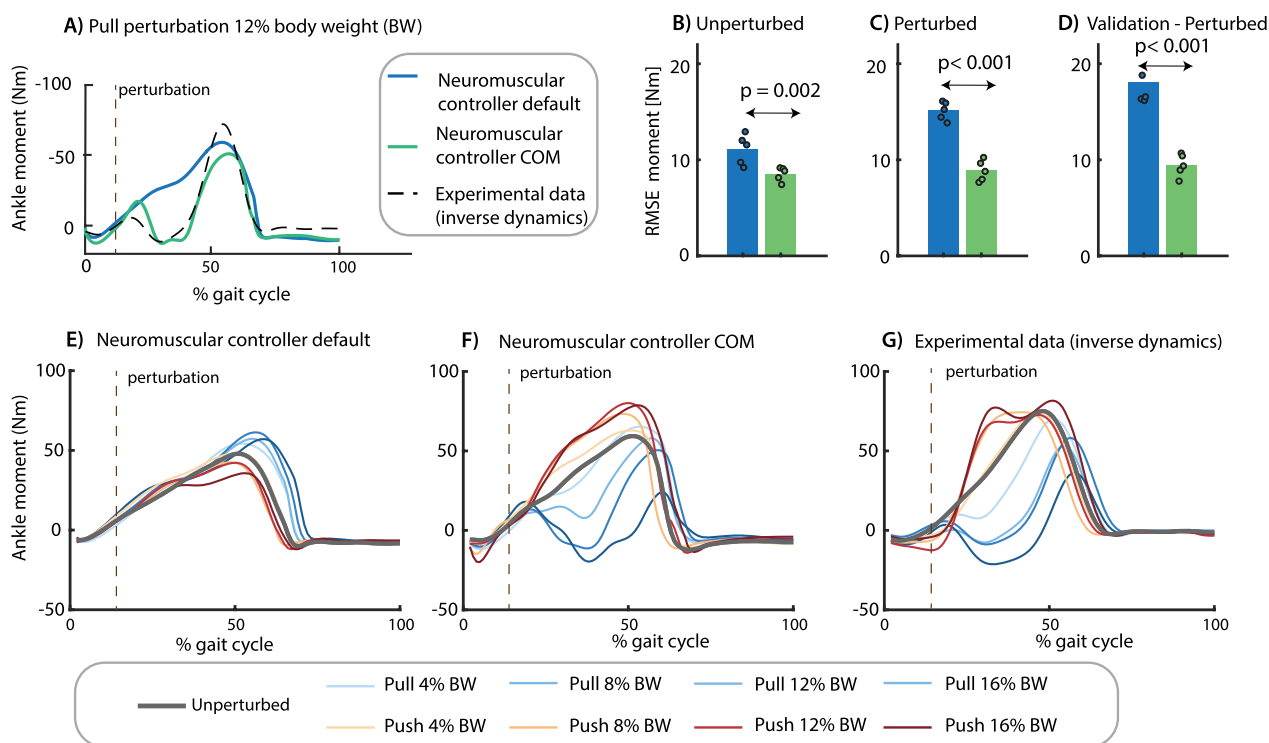 A) Pull perturbation 12% body weight (BW)
Ankle moment (Nm)
-100
-50
0
perturbation
0
50
100
% gait cycle
Neuromuscular
controller default
Neuromuscular
controller COM
Experimental data
(inverse dynamics)
B) Unperturbed
RMSE moment [Nm]
20
10
0
p = 0.002
C) Perturbed
20
10
0
p< 0.001
D) Validation - Perturbed
20
10
0
p< 0.001
E) Neuromuscular controller default
Ankle moment (Nm)
100
50
0
-50
perturbation
0
50
100
% gait cycle
F) Neuromuscular controller COM
100
50
0
-50
perturbation
0
50
100
% gait cycle
G) Experimental data (inverse dynamics)
100
50
0
-50
perturbation
0
50
100
% gait cycle
Unperturbed
Pull 4% BW
Pull 8% BW
Pull 12% BW
Pull 16% BW
Push 4% BW
Push 8% BW
Push 12% BW
Push 16% BW